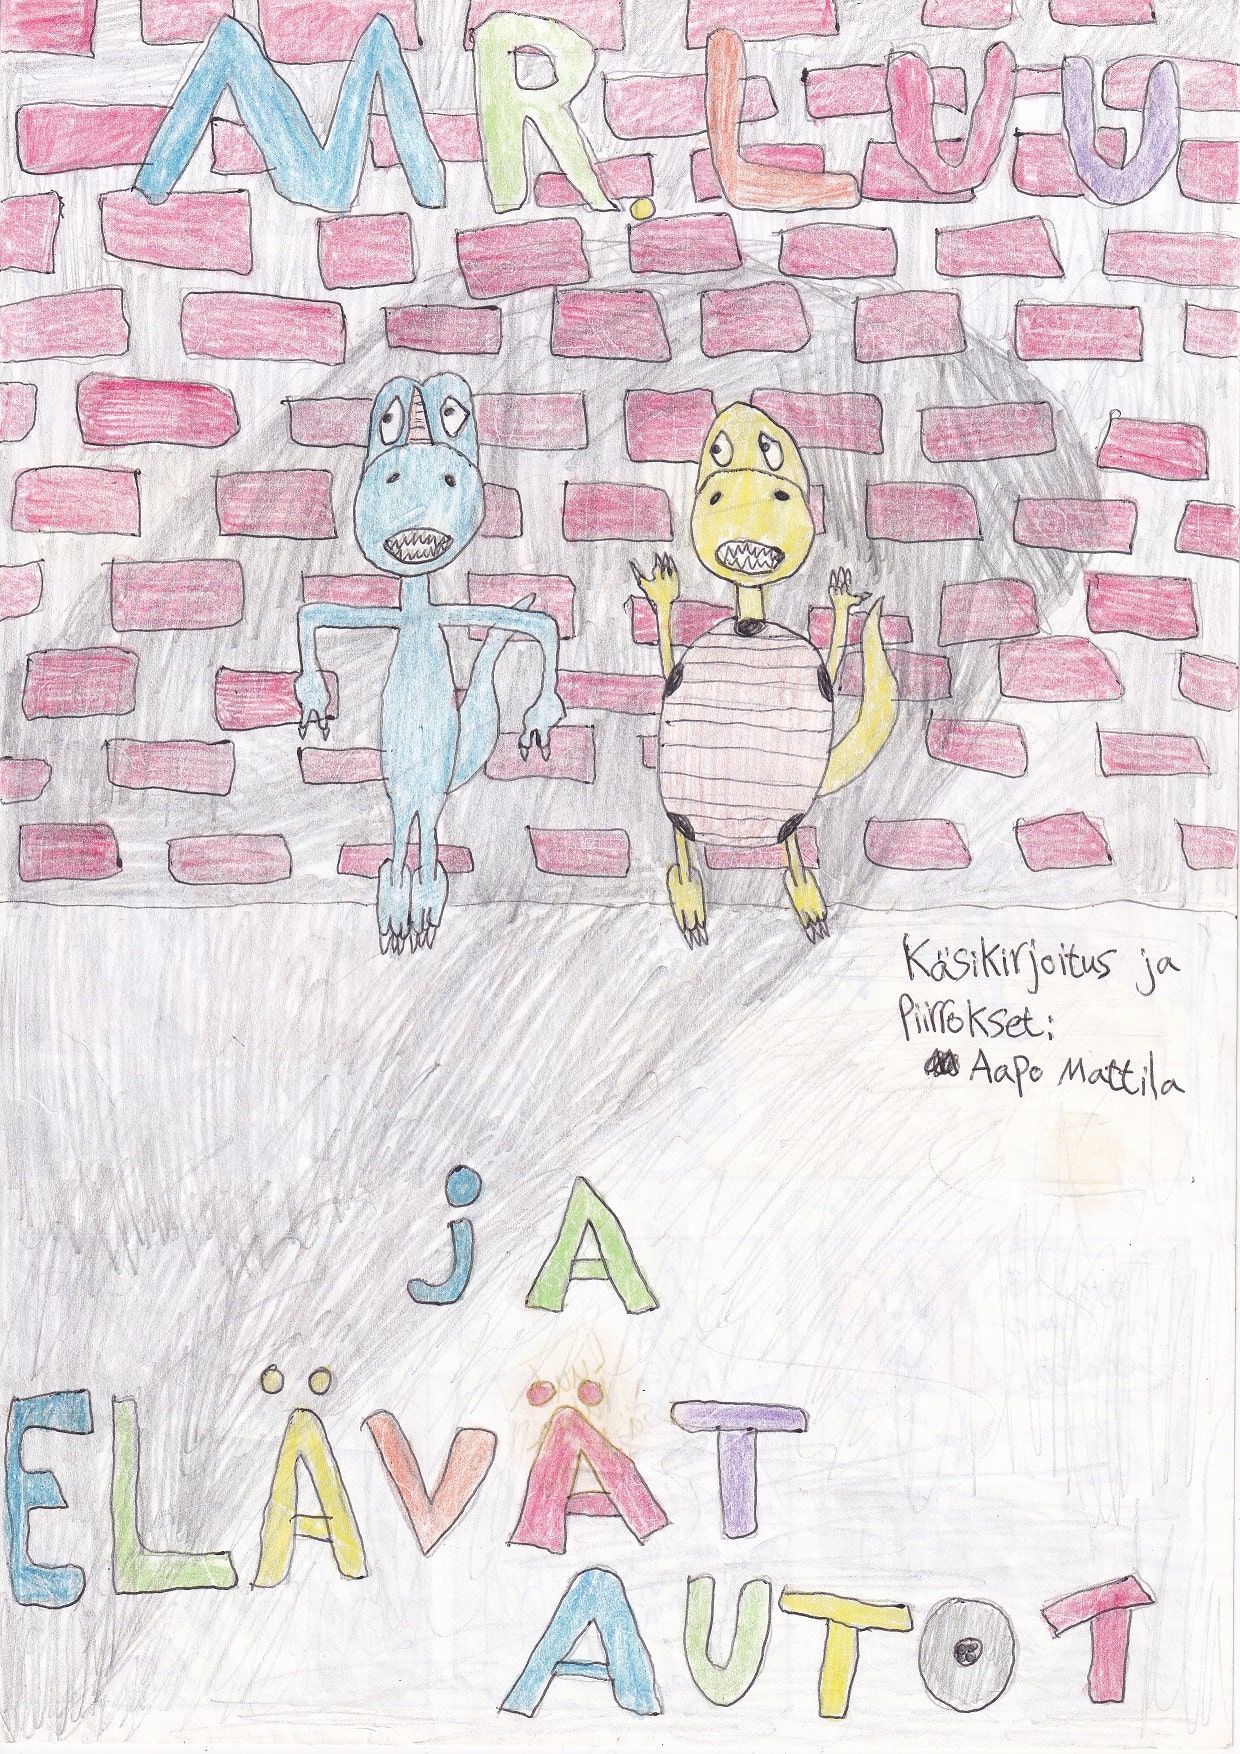 MR. LUU
Käsikirjoitus ja
Piirrokset:
Aapo Mattila
jA
ELÄVÄT
AUTOT